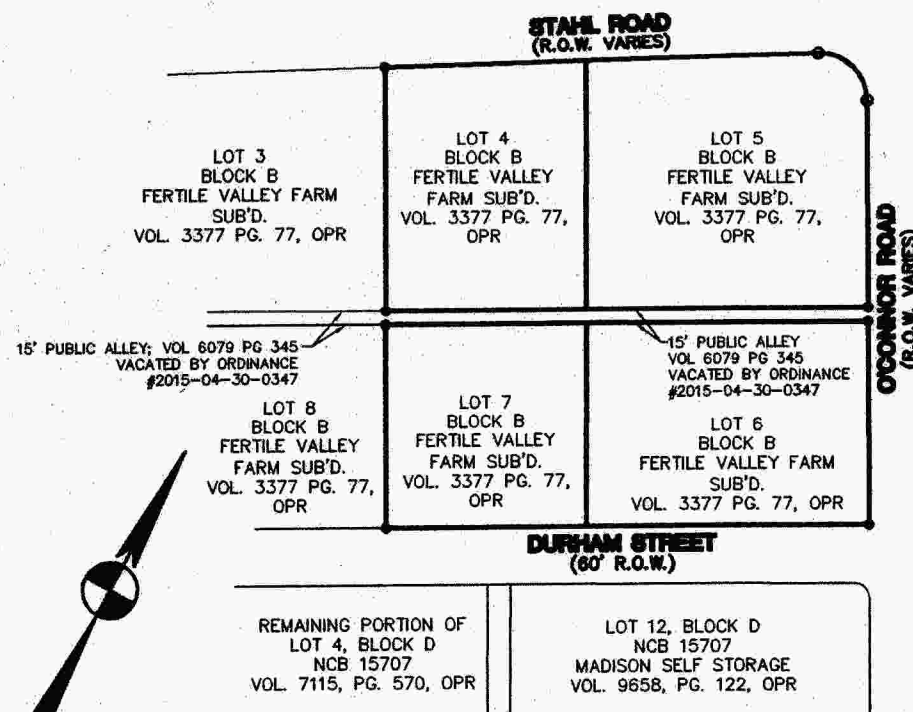 STAHL ROAD
(R.O.W. VARIES)
LOT 3
BLOCK B
FERTILE VALLEY FARM
SUB'D.
VOL. 3377 PG. 77, OPR
LOT 4
BLOCK B
FERTILE VALLEY
FARM SUB'D.
VOL. 3377 PG. 77,
OPR
LOT 5
BLOCK B
FERTILE VALLEY
FARM SUB'D.
VOL. 3377 PG. 77,
OPR
O'CONNOR ROAD
(R.O.W. VARIES)
15' PUBLIC ALLEY; VOL 6079 PG 345
VACATED BY ORDINANCE
#2015-04-30-0347
15' PUBLIC ALLEY
VOL 6079 PG 345
VACATED BY ORDINANCE
#2015-04-30-0347
LOT 8
BLOCK B
FERTILE VALLEY
FARM SUB'D.
VOL. 3377 PG. 77,
OPR
LOT 7
BLOCK B
FERTILE VALLEY
FARM SUB'D.
VOL. 3377 PG. 77,
OPR
LOT 6
BLOCK B
FERTILE VALLEY FARM
SUB'D.
VOL. 3377 PG. 77, OPR
DURHAM STREET
(60' R.O.W.)
REMAINING PORTION OF
LOT 4, BLOCK D
NCB 15707
VOL. 7115, PG. 570, OPR
LOT 12, BLOCK D
NCB 15707
MADISON SELF STORAGE
VOL. 9658, PG. 122, OPR